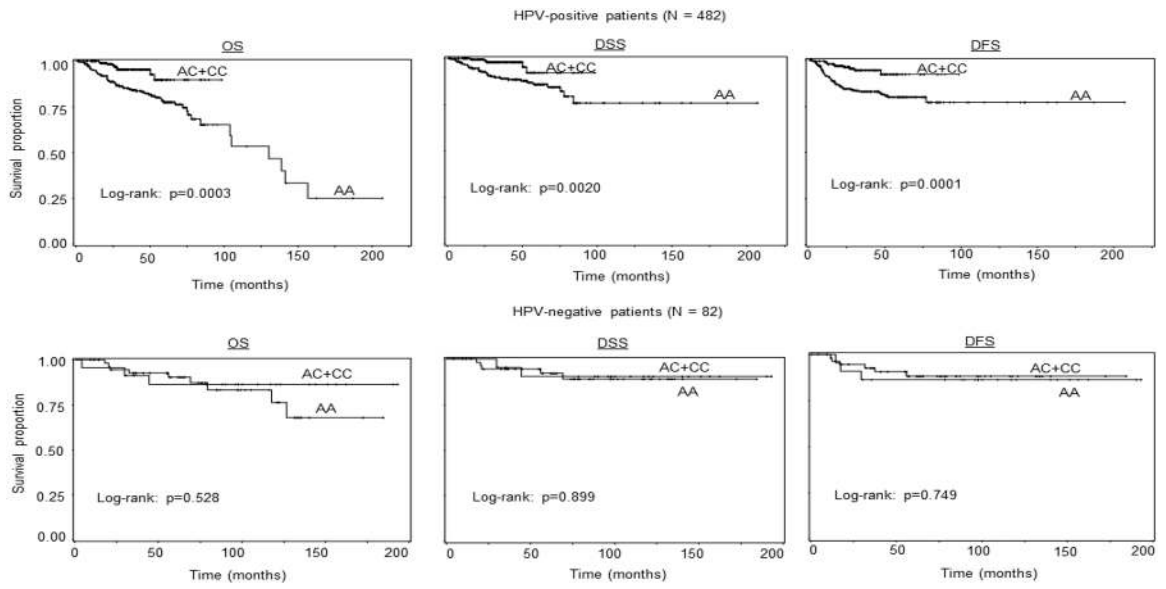 HPV-positive patients (N = 482)
OS
DSS
DFS
Survival proportion
1.00
0.75
0.50
0.25
0.00
AC+CC
AA
Log-rank: p=0.0003
0 50 100 150 200
Time (months)
AC+CC
AA
Log-rank: p=0.0020
0 50 100 150 200
Time (months)
AC+CC
AA
Log-rank: p=0.0001
0 50 100 150 200
Time (months)
HPV-negative patients (N = 82)
OS
DSS
DFS
Survival proportion
1.00
0.75
0.50
0.25
0.00
AC+CC
AA
Log-rank: p=0.528
0 50 100 150 200
Time (months)
AC+CC
AA
Log-rank: p=0.899
0 50 100 150 200
Time (months)
AC+CC
AA
Log-rank: p=0.749
0 50 100 150 200
Time (months)